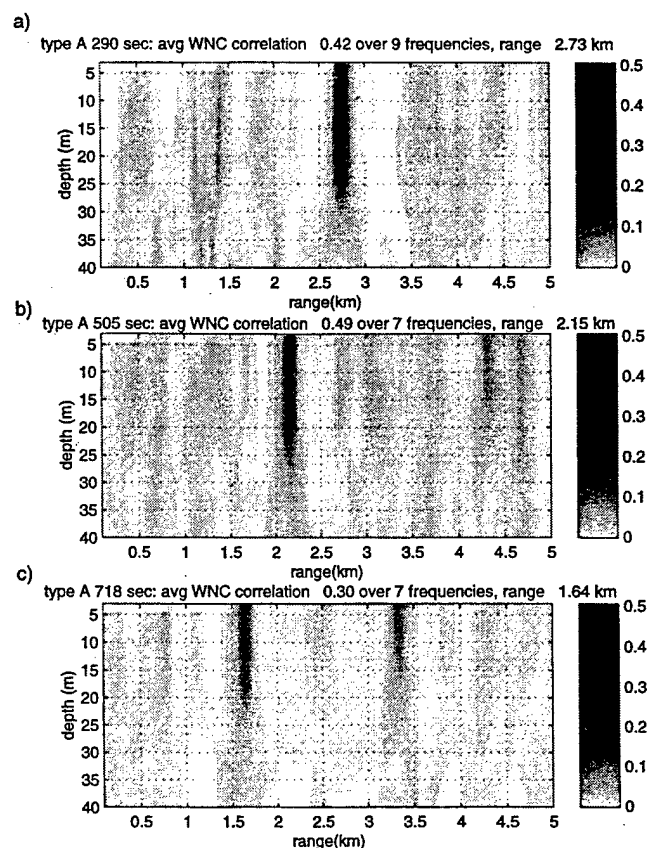 a)
type A 290 sec: avg WNC correlation 0.42 over 9 frequencies, range 2.73 km
5
10
15
20
25
30
35
40
depth (m)
0.5 1 1.5 2 2.5 3 3.5 4 4.5 5
range(km)
0.5
0.4
0.3
0.2
0.1
0
b)
type A 505 sec: avg WNC correlation 0.49 over 7 frequencies, range 2.15 km
5
10
15
20
25
30
35
40
depth (m)
0.5 1 1.5 2 2.5 3 3.5 4 4.5 5
range(km)
0.5
0.4
0.3
0.2
0.1
0
c)
type A 718 sec: avg WNC correlation 0.30 over 7 frequencies, range 1.64 km
5
10
15
20
25
30
35
40
depth (m)
0.5 1 1.5 2 2.5 3 3.5 4 4.5 5
range(km)
0.5
0.4
0.3
0.2
0.1
0